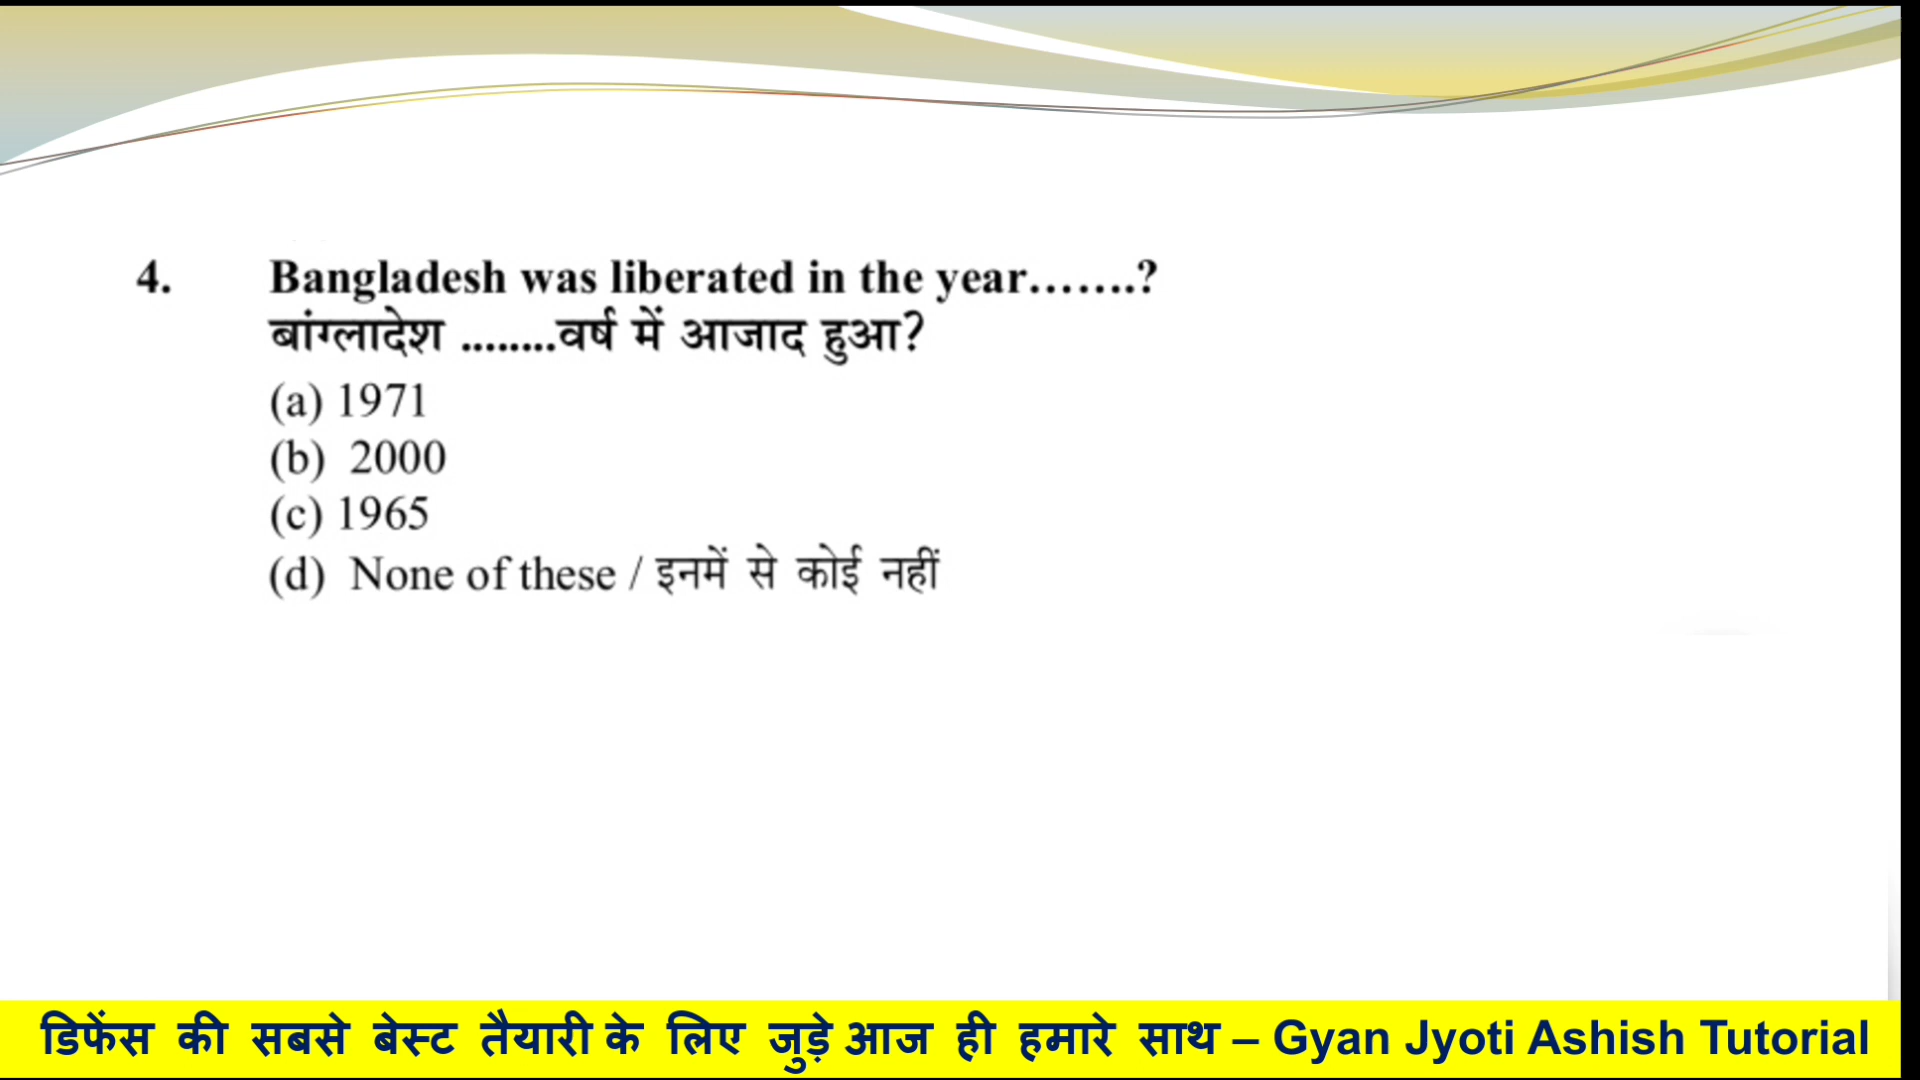 4. Bangladesh was liberated in the year.......?
बांग्लादेश ........वर्ष में आजाद हुआ?
(a) 1971
(b) 2000
(c) 1965
(d) None of these / इनमें से कोई नहीं
डिफेंस की सबसे बेस्ट तैयारी के लिए जुड़े आज ही हमारे साथ – Gyan Jyoti Ashish Tutorial